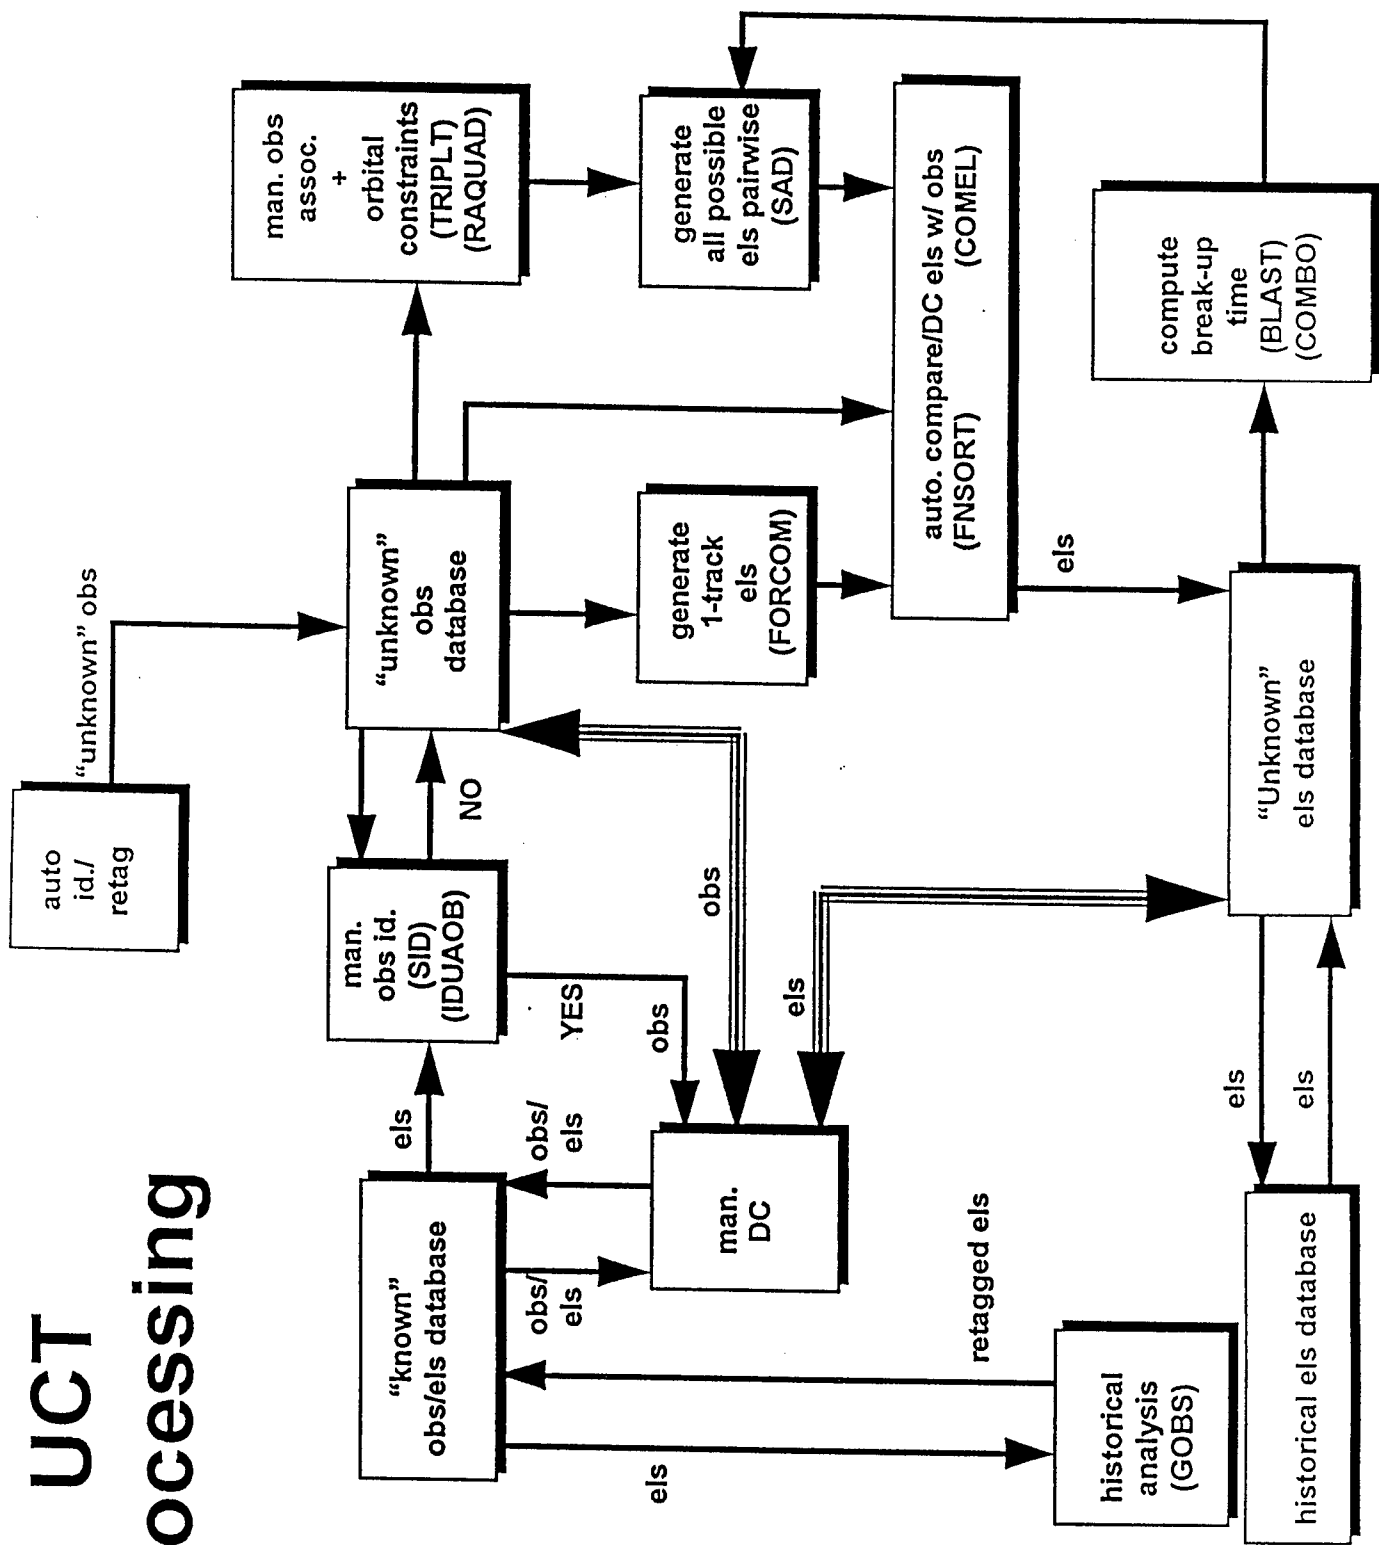 UCT
ocessing
auto
id./
retag
“unknown” obs
“known”
obs/els database
els
man.
obs id.
(SID)
(IDUAOB)
NO
YES
obs
“unknown”
obs
database
man. obs
assoc.
+
orbital
constraints
(TRIPLT)
(RAQUAD)
obs/
els
obs/
els
man.
DC
obs
els
generate
1-track
els
(FORCOM)
generate
all possible
els pairwise
(SAD)
auto. compare/DC els w/ obs
(FNSORT) (COMEL)
els
els
retagged els
historical
analysis
(GOBS)
historical els database
els
els
“Unknown”
els database
compute
break-up
time
(BLAST)
(COMBO)